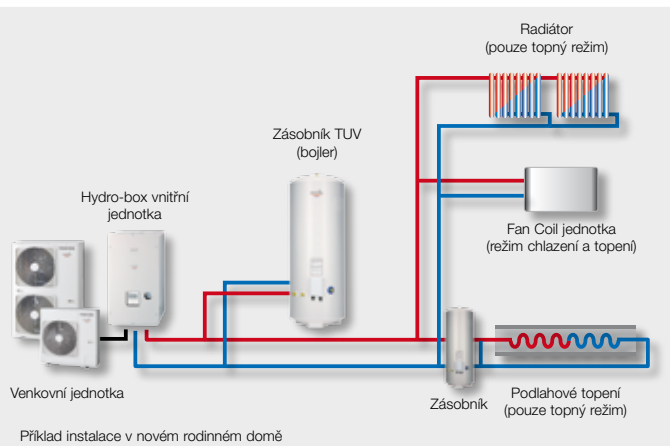 Radiátor
(pouze topný režim)
Zásobník TUV
(bojler)
Hydro-box vnitřní
jednotka
Fan Coil jednotka
(režim chlazení a topení)
Venkovní jednotka
Zásobník
Podlahové topení
(pouze topný režim)
Příklad instalace v novém rodinném domě